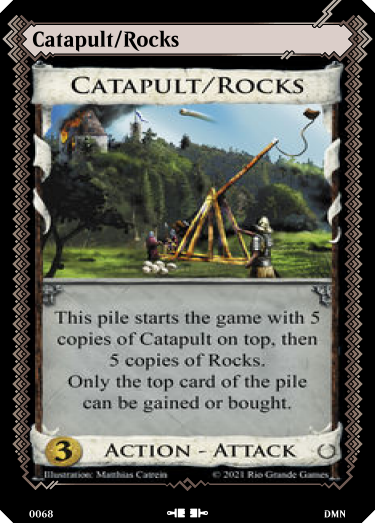 Catapult/Rocks
CATAPULT/ROCKS
This pile starts the game with 5
copies of Catapult on top, then
5 copies of Rocks.
Only the top card of the pile
can be gained or bought.
3 ACTION - ATTACK
Illustration: Matthias Catrein © 2021 Rio Grande Games
0068 DMN